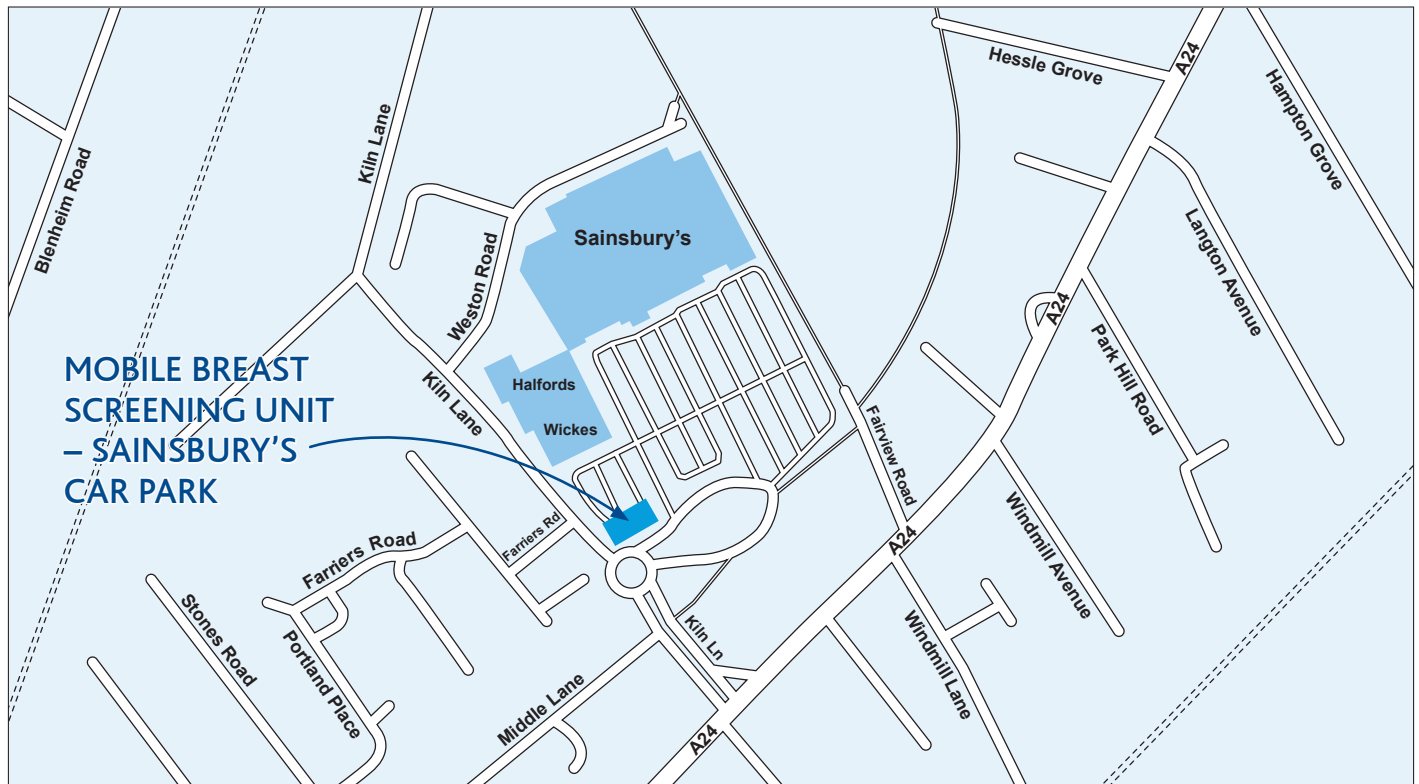 Hessle Grove
A24
Hampton Grove
Kiln Lane
Blenheim Road
Langton Avenue
Sainsbury's
Weston Road
A24
Park Hill Road
MOBILE BREAST
SCREENING UNIT
– SAINSBURY'S
CAR PARK
Halfords
Kiln Lane
Wickes
Fairview Road
Windmill Avenue
Farriers Rd
Farriers Road
A24
Stones Road
Portland Place
Kiln Ln
Windmill Lane
Middle Lane
A24